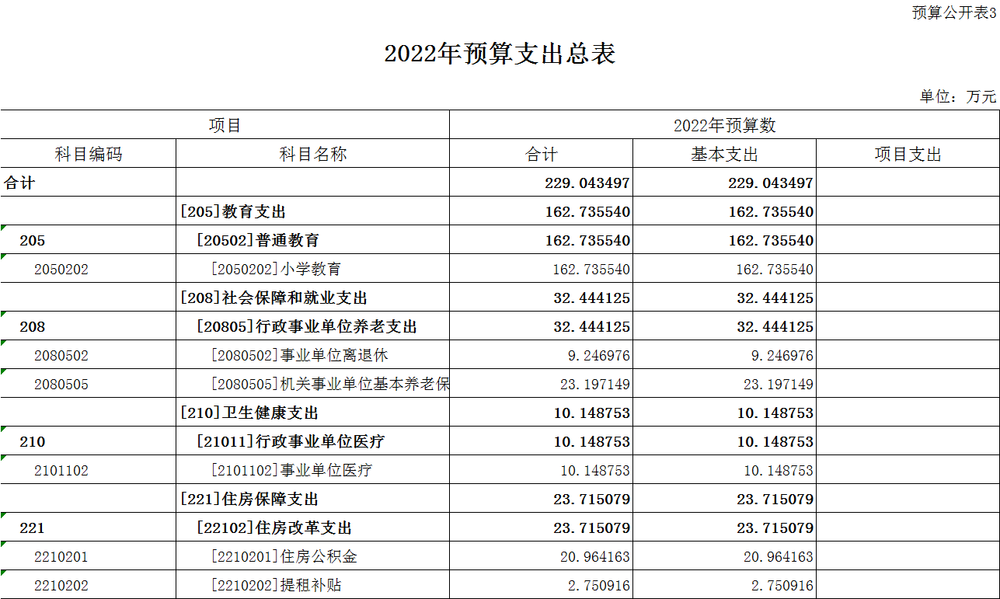 预算公开表3
2022年预算支出总表
单位：万元
项目 2022年预算数
科目编码 科目名称 合计 基本支出 项目支出
合计 229.043497 229.043497
[205]教育支出 162.735540 162.735540
205 [20502]普通教育 162.735540 162.735540
2050202 [2050202]小学教育 162.735540 162.735540
[208]社会保障和就业支出 32.444125 32.444125
208 [20805]行政事业单位养老支出 32.444125 32.444125
2080502 [2080502]事业单位离退休 9.246976 9.246976
2080505 [2080505]机关事业单位基本养老保 23.197149 23.197149
[210]卫生健康支出 10.148753 10.148753
210 [21011]行政事业单位医疗 10.148753 10.148753
2101102 [2101102]事业单位医疗 10.148753 10.148753
[221]住房保障支出 23.715079 23.715079
221 [22102]住房改革支出 23.715079 23.715079
2210201 [2210201]住房公积金 20.964163 20.964163
2210202 [2210202]提租补贴 2.750916 2.750916